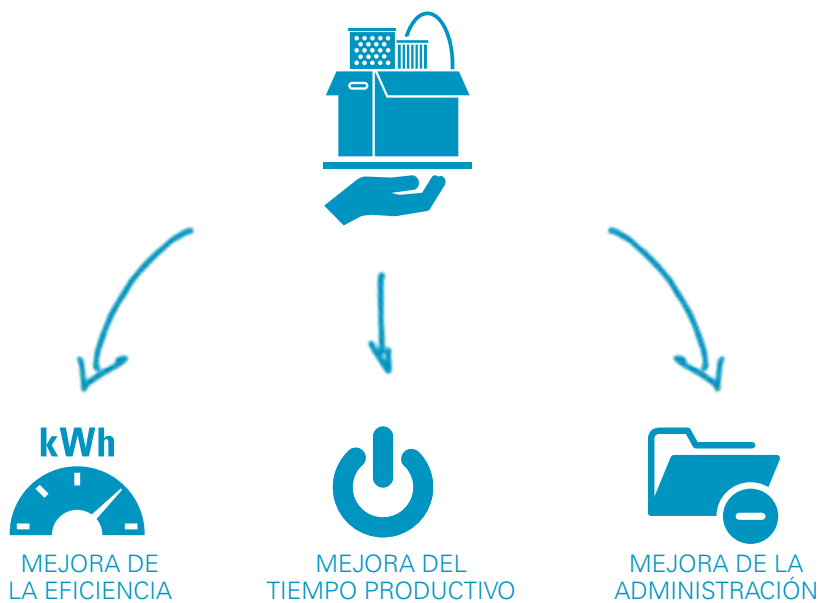 kWh
MEJORA DE
LA EFICIENCIA
MEJORA DEL
TIEMPO PRODUCTIVO
MEJORA DE LA
ADMINISTRACIÓN